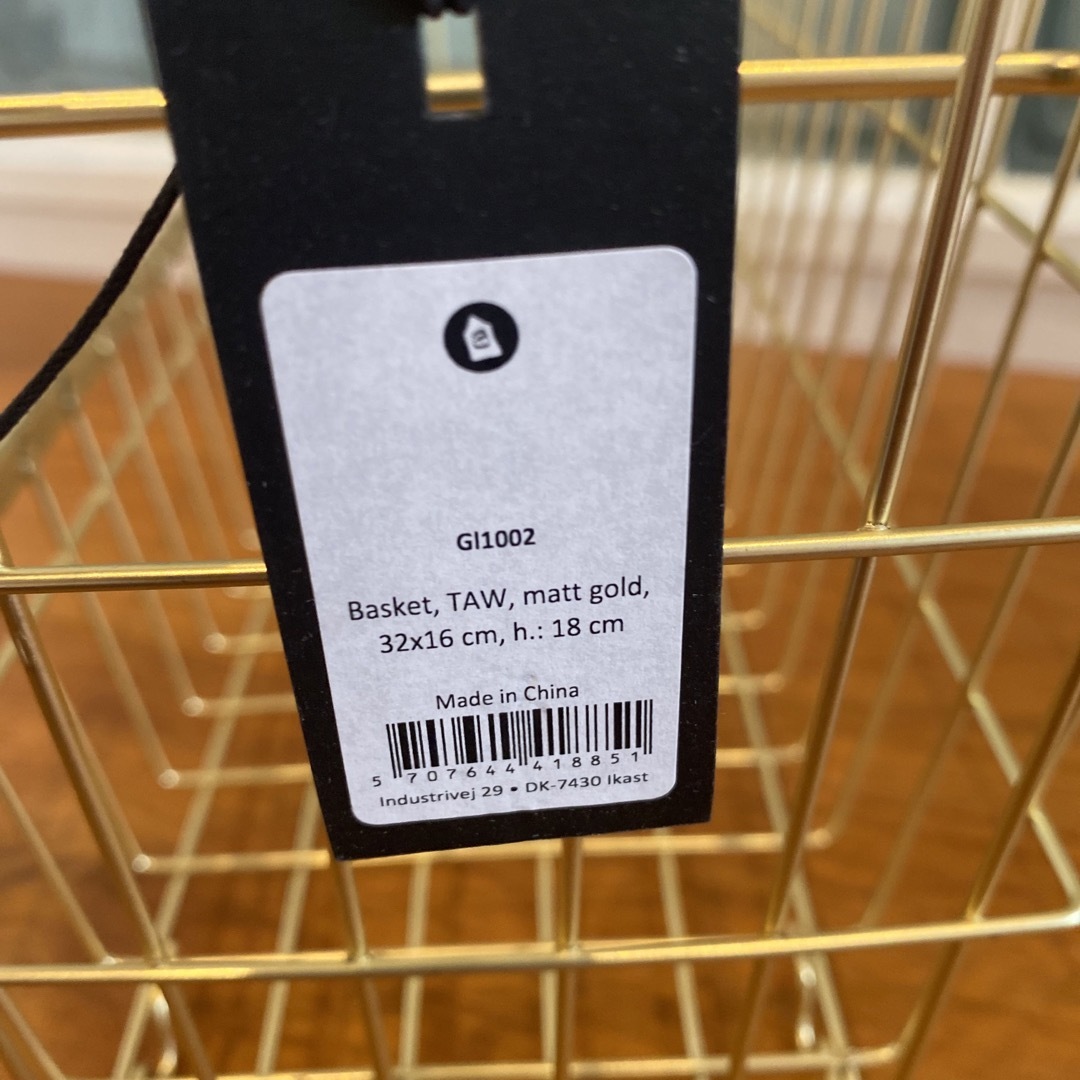 Gl1002
Basket, TAW, matt gold,
32x16 cm, h.: 18 cm
Made in China
5 707644 418851
Industrivej 29 • DK-7430 Ikast